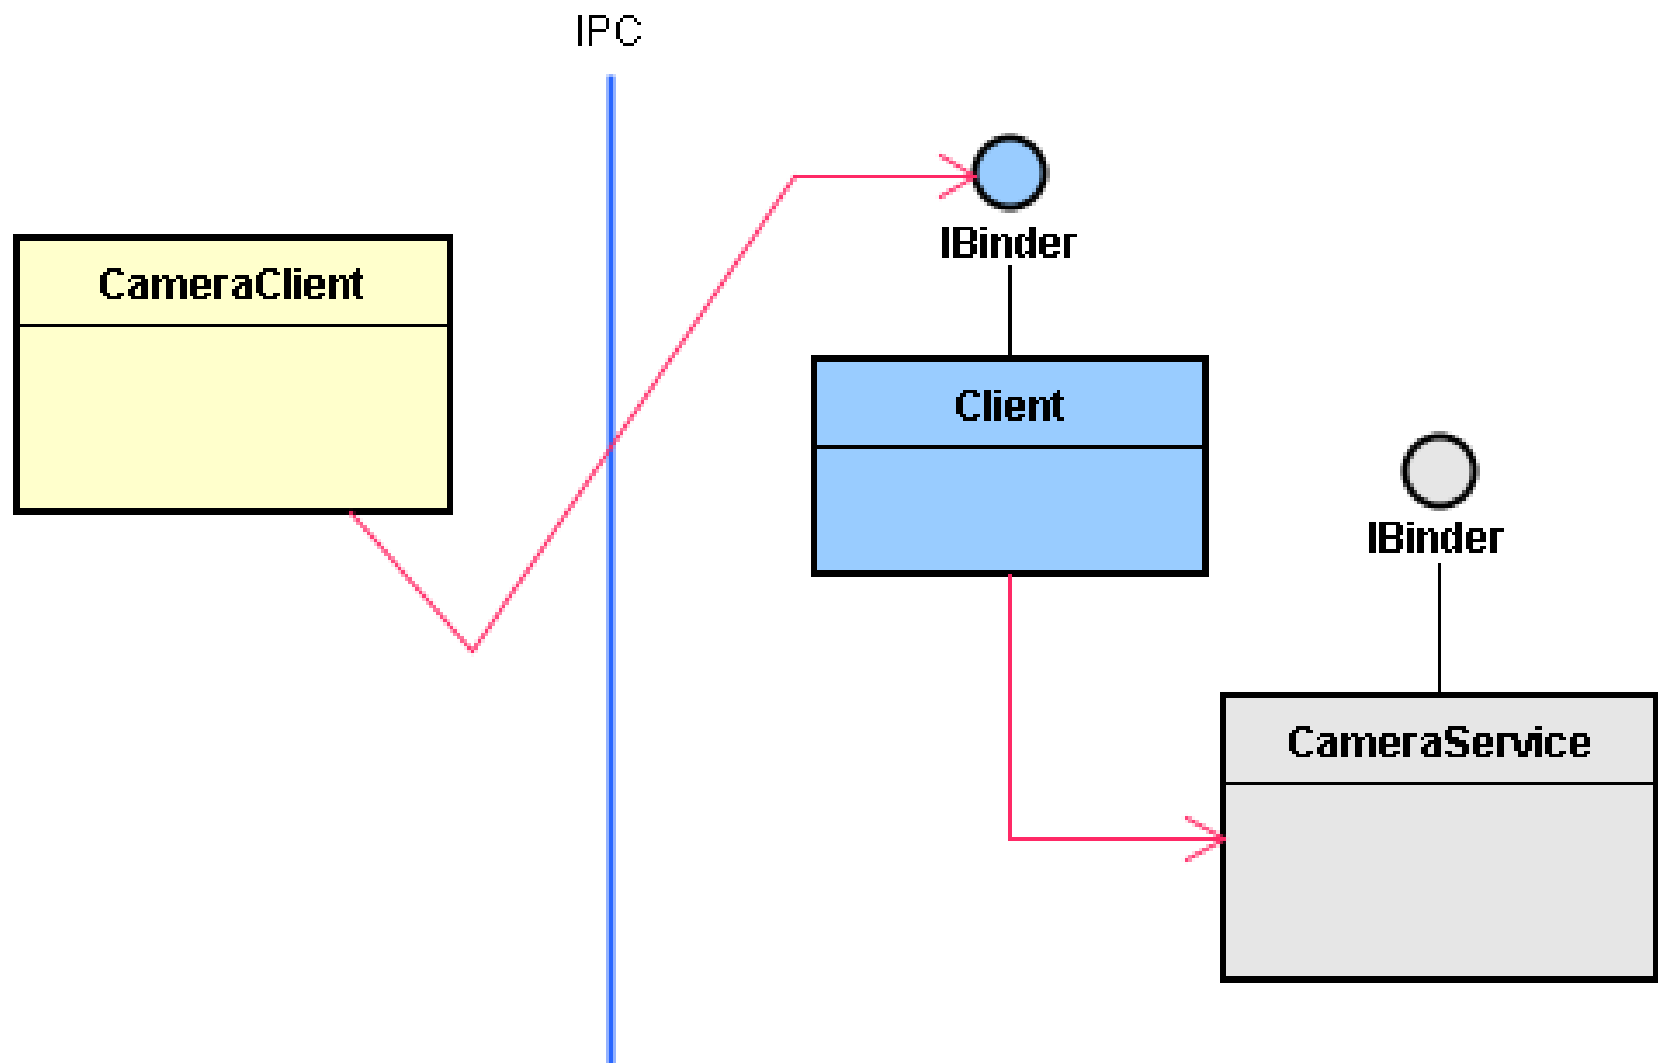 IPC
IBinder
CameraClient
Client
IBinder
CameraService